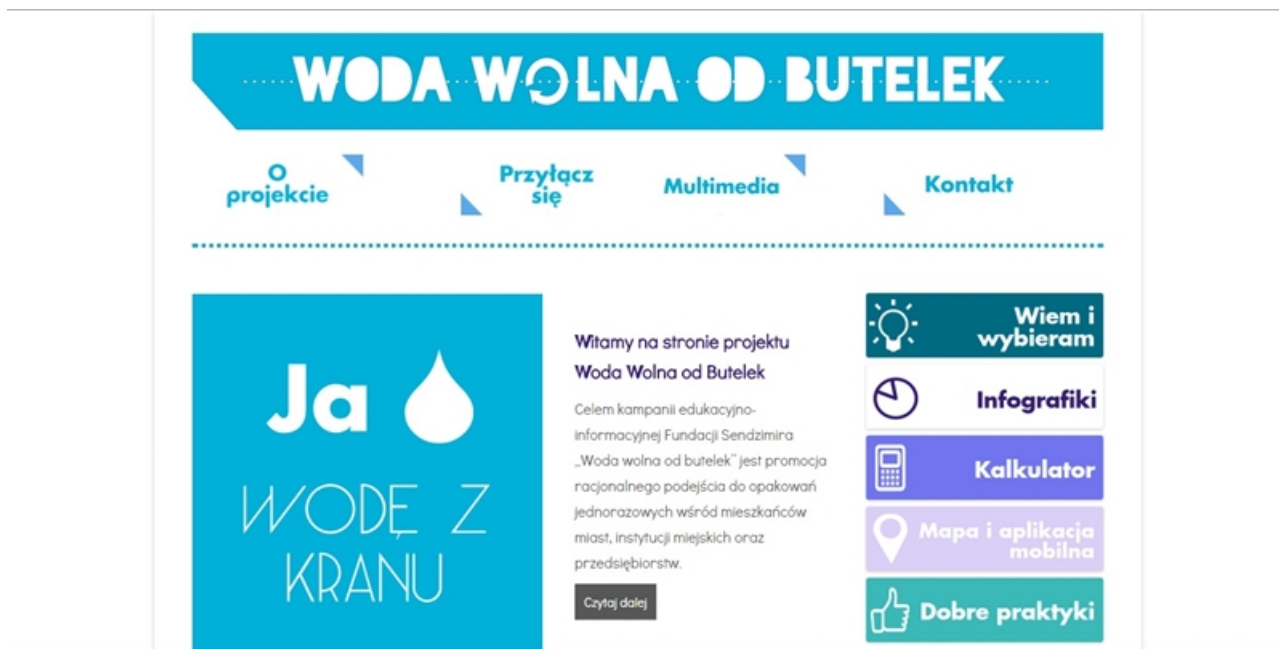 WODA WOLNA OD BUTELEK
O
projekcie
Przyłącz
się
Multimedia
Kontakt
Ja
WODĘ Z
KRANU
Witamy na stronie projektu
Woda Wolna od Butelek
Celem kampanii edukacyjno-
informacyjnej Fundacji Sendzimira
„Woda wolna od butelek” jest promocja
racjonalnego podejścia do opakowań
jednorazowych wśród mieszkańców
miast, instytucji miejskich oraz
przedsiębiorstw.
Czytaj dalej
Wiem i
wybieram
Infografiki
Kalkulator
Mapa i aplikacja
mobilna
Dobre praktyki